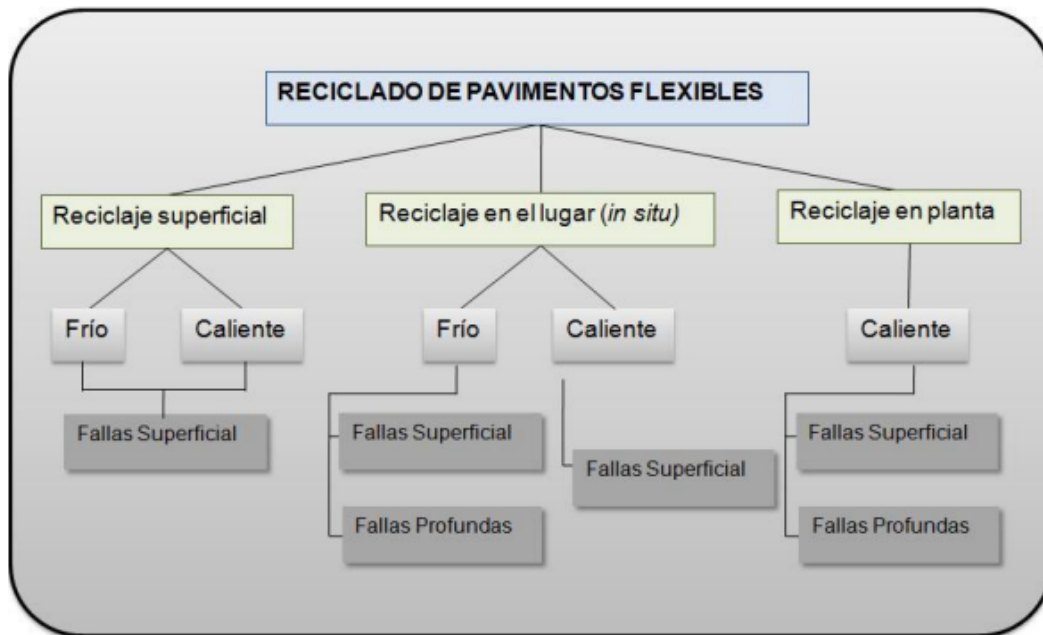 RECICLADO DE PAVIMENTOS FLEXIBLES
Reciclaje superficial
Reciclaje en el lugar (in situ)
Reciclaje en planta
Frío
Caliente
Frío
Caliente
Caliente
Fallas Superficial
Fallas Superficial
Fallas Profundas
Fallas Superficial
Fallas Superficial
Fallas Profundas